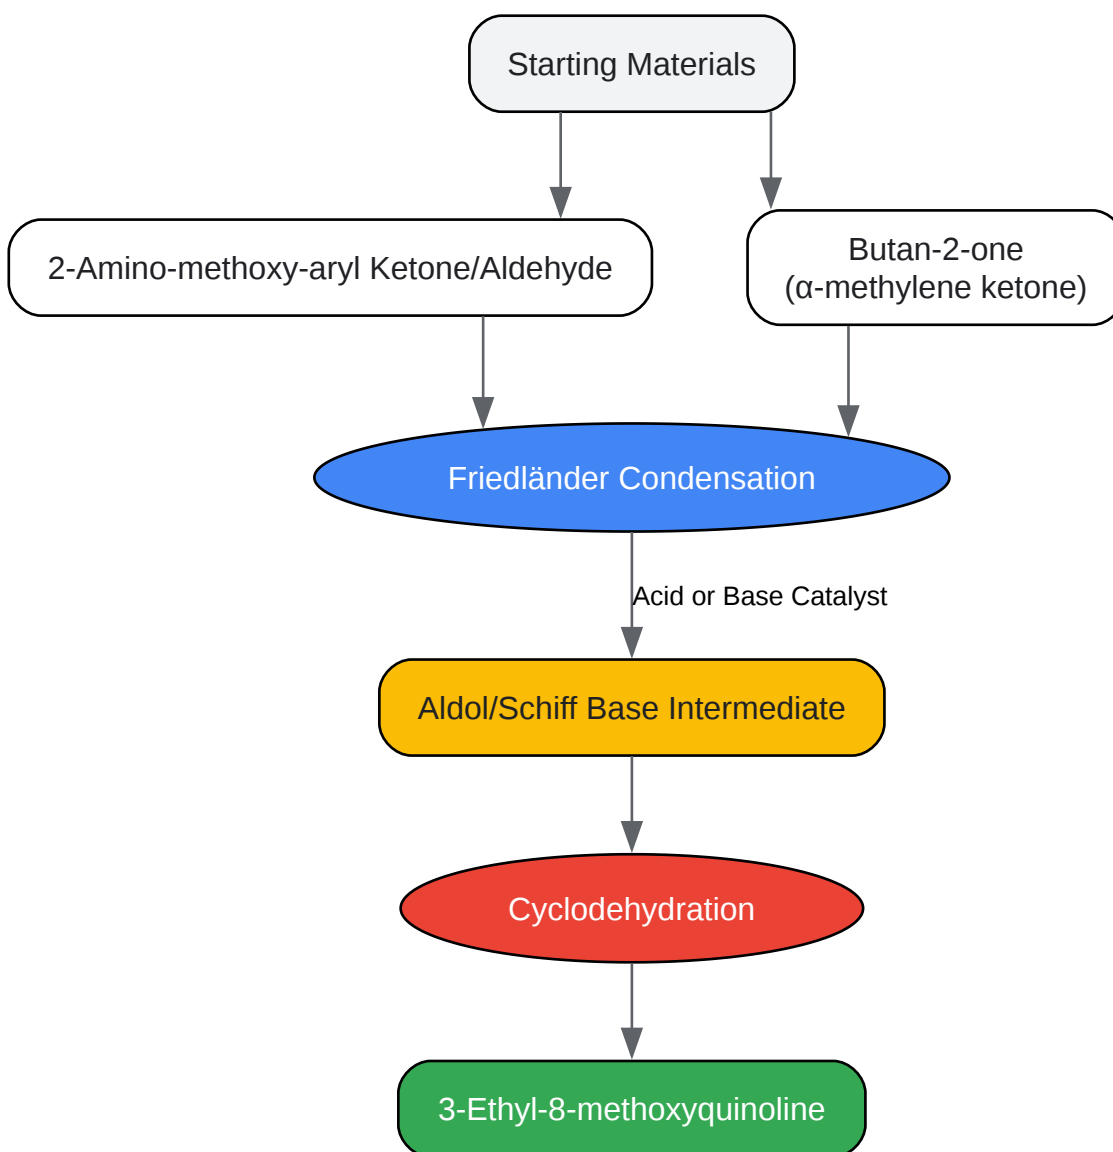 Starting Materials
2-Amino-methoxy-aryl Ketone/Aldehyde
Butan-2-one
(α-methylene ketone)
Friedländer Condensation
Acid or Base Catalyst
Aldol/Schiff Base Intermediate
Cyclodehydration
3-Ethyl-8-methoxyquinoline